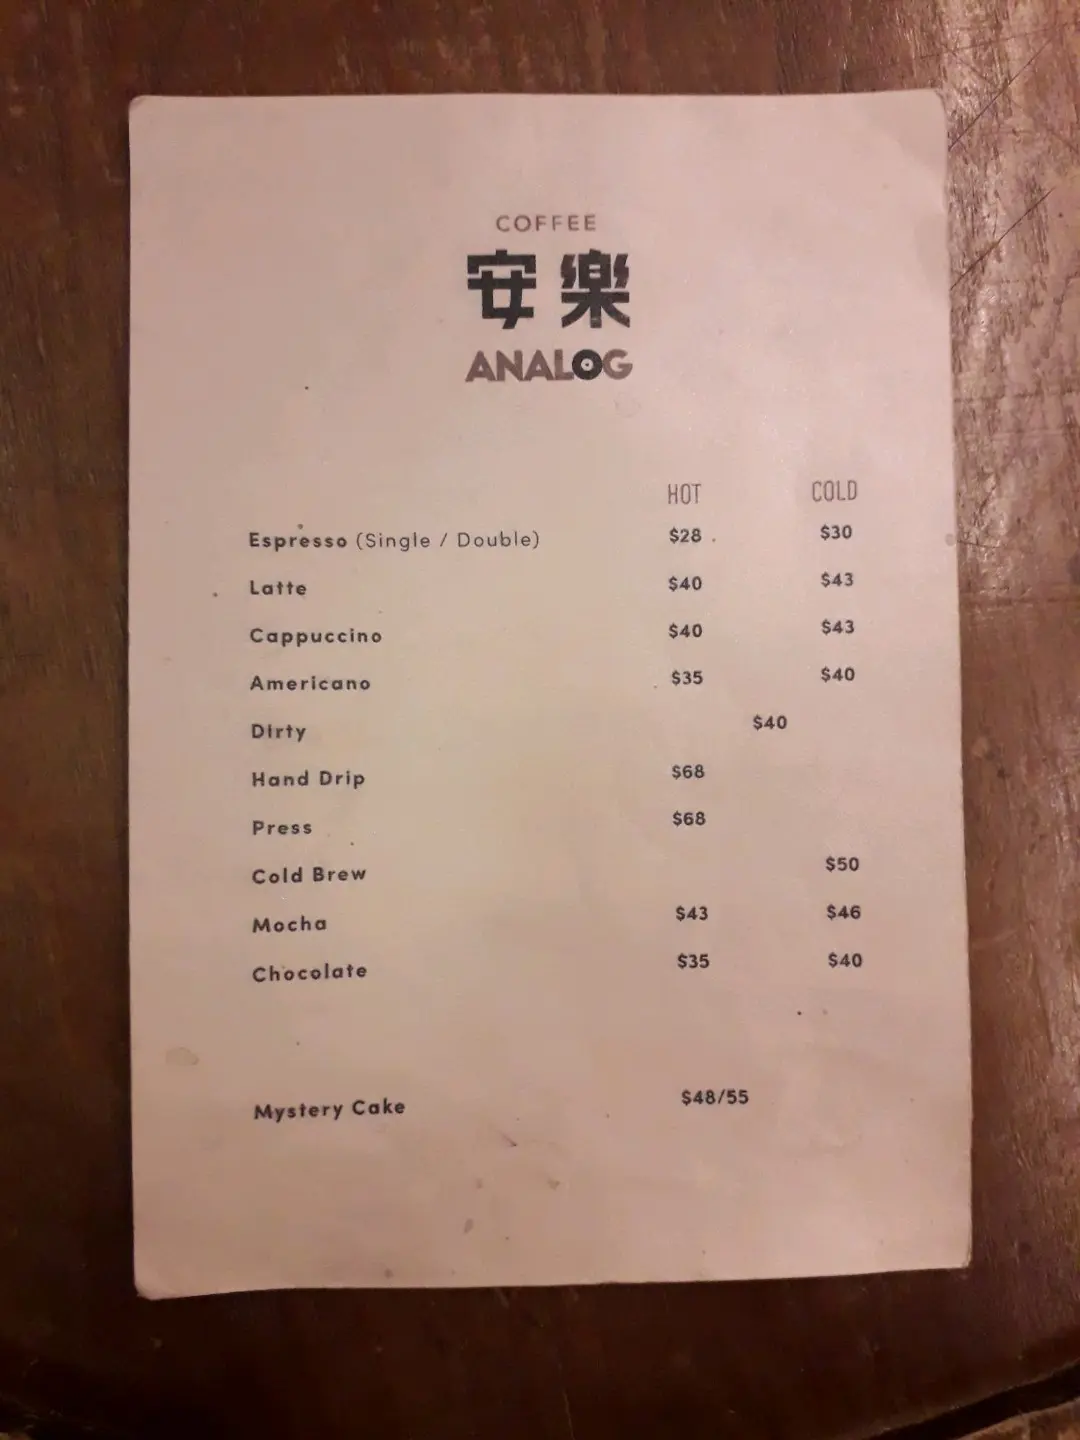 COFFEE
安樂
ANALOG
HOT COLD
Espresso (Single / Double) $28 $30
Latte $40 $43
Cappuccino $40 $43
Americano $35 $40
Dirty $40
Hand Drip $68
Press $68
Cold Brew $50
Mocha $43 $46
Chocolate $35 $40
Mystery Cake $48/55